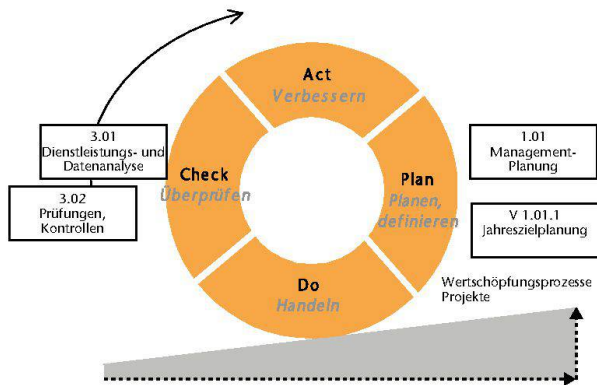 Act
Verbessern
3.01
Dienstleistungs- und
Datenanalyse
3.02
Prüfungen,
Kontrollen
Check
Überprüfen
Plan
Planen,
definieren
1.01
Management-
Planung
V 1.01.1
Jahreszielplanung
Do
Handeln
Wertschöpfungsprozesse
Projekte